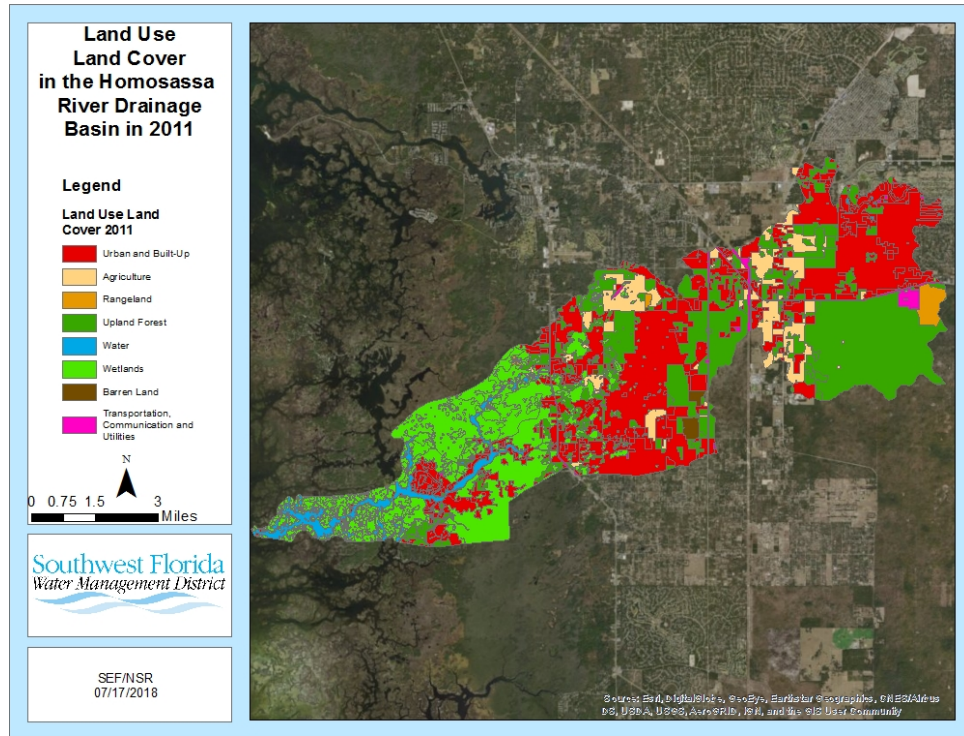 Land Use
Land Cover
in the Homosassa
River Drainage
Basin in 2011
Legend
Land Use Land
Cover 2011
Urban and Built-Up
Agriculture
Rangeland
Upland Forest
Water
Wetlands
Barren Land
Transportation,
Communication and
Utilities
N
0 0.75 1.5 3
Miles
Southwest Florida
Water Management District
SEF/NSR
07/17/2018
Source: Esri, DigitalGlobe, GeoEye, Earthstar Geographics, CNES/Airbus
DS, USDA, USGS, AeroGRID, IGN, and the GIS User Community